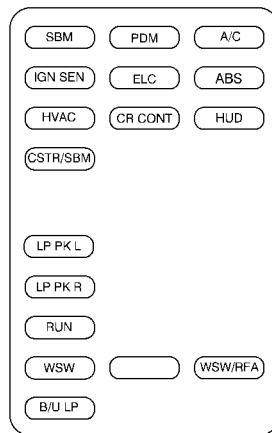 SBM PDM A/C
IGN SEN ELC ABS
HVAC CR CONT HUD
CSTR/SBM
LP PK L
LP PK R
RUN
WSW WSW/RFA
B/U LP